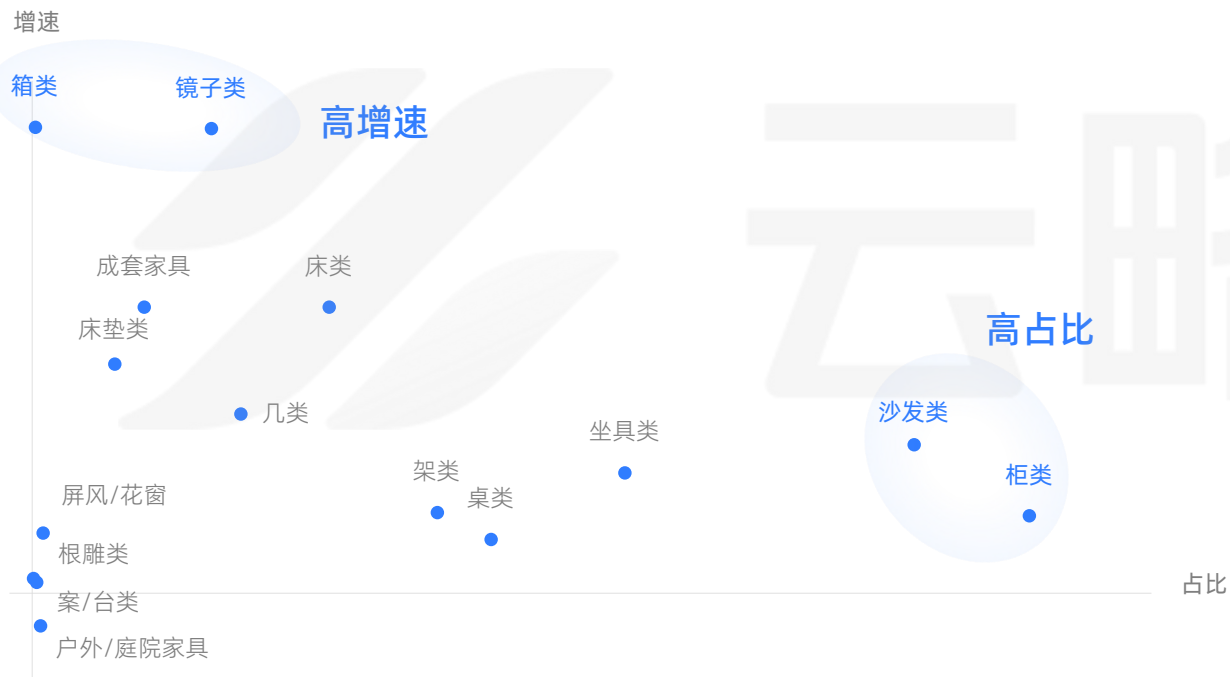 增速
箱类
镜子类
高增速
成套家具
床类
床垫类
高占比
几类
沙发类
坐具类
架类
柜类
桌类
屏风/花窗
根雕类
占比
案/台类
户外/庭院家具
云